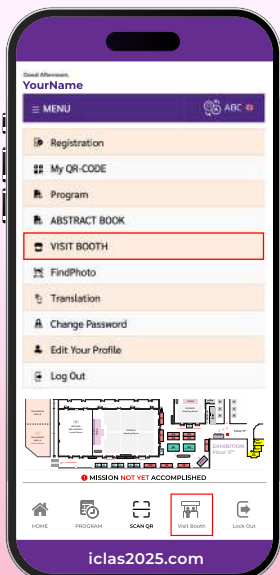 Good Afternoon,
YourName
MENU
ABC
Registration
My QR-CODE
Program
ABSTRACT BOOK
VISIT BOOTH
FindPhoto
Translation
Change Password
Edit Your Profile
Log Out
EXHIBITION
MISSION NOT YET ACCOMPLISHED
HOME
PROGRAM
SCAN QR
Visit Booth
Lock Out
iclas2025.com